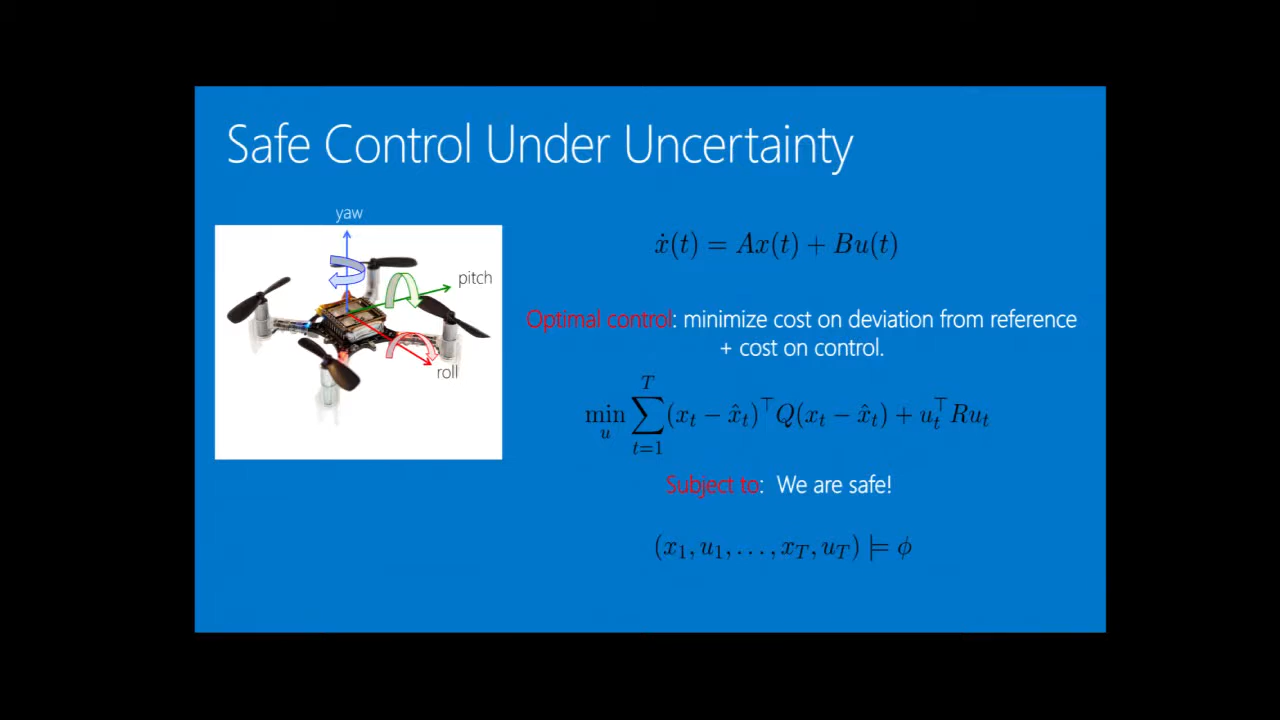 Safe Control Under Uncertainty
yaw
pitch
roll
ẋ(t) = Ax(t) + Bu(t)
Optimal control: minimize cost on deviation from reference
+ cost on control.
min_u ∑_{t=1}^{T} (x_t − x̂_t)^⊤ Q(x_t − x̂_t) + u_t^⊤ R u_t
Subject to: We are safe!
(x_1, u_1, . . . , x_T, u_T) ⊨ ϕ